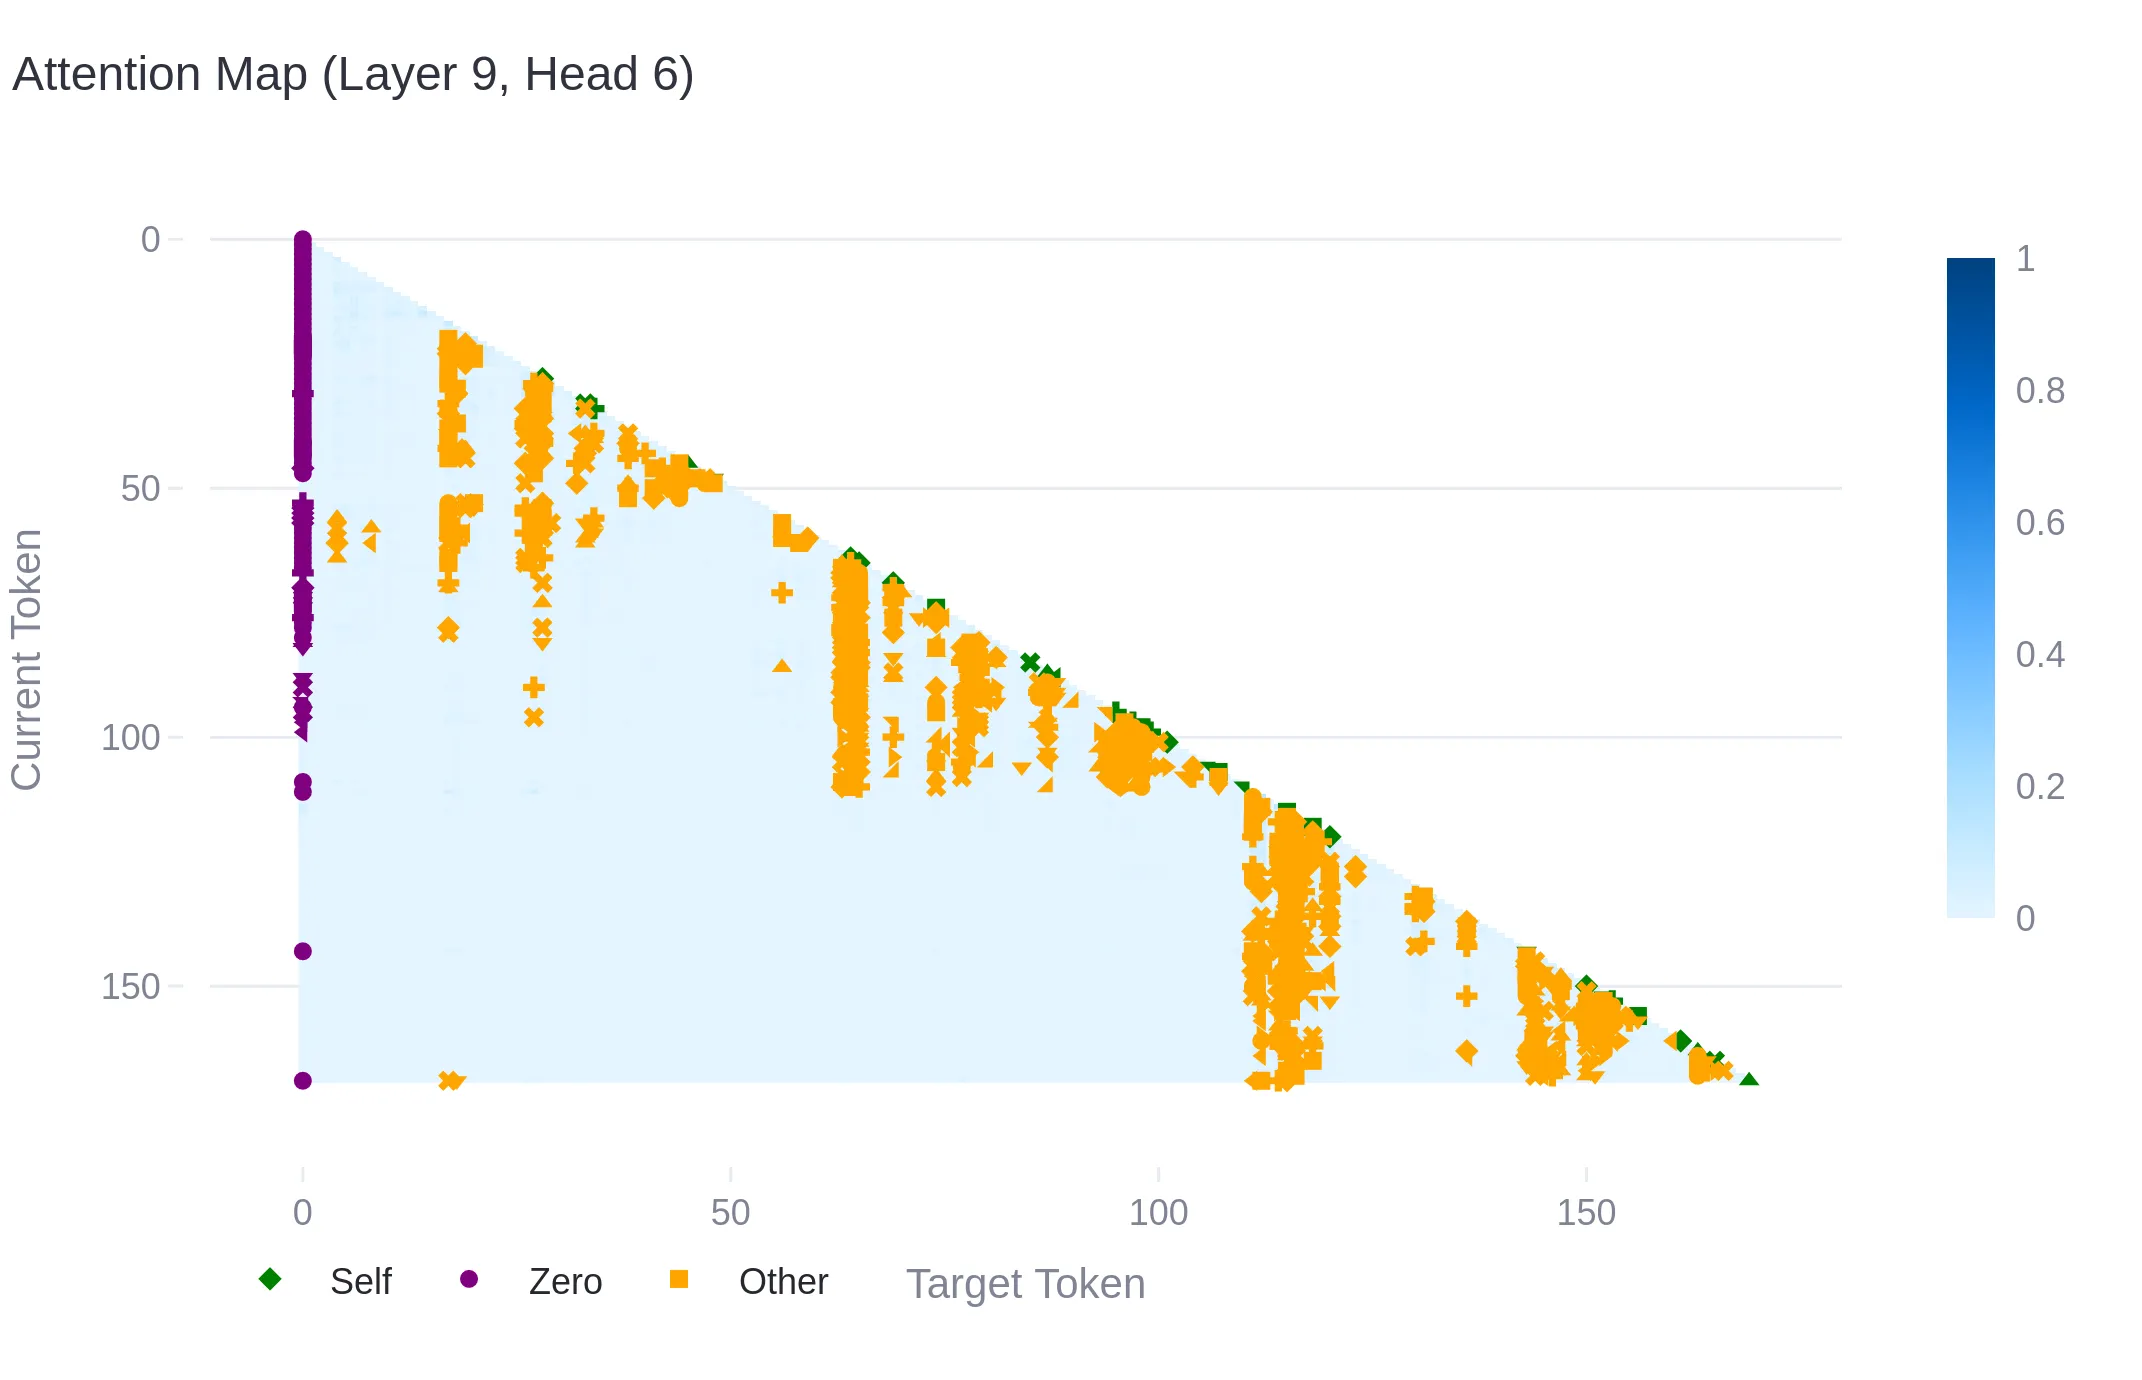 Attention Map (Layer 9, Head 6)
0
50
100
150
Current Token
1
0.8
0.6
0.4
0.2
0
0
50
100
150
Self
Zero
Other
Target Token